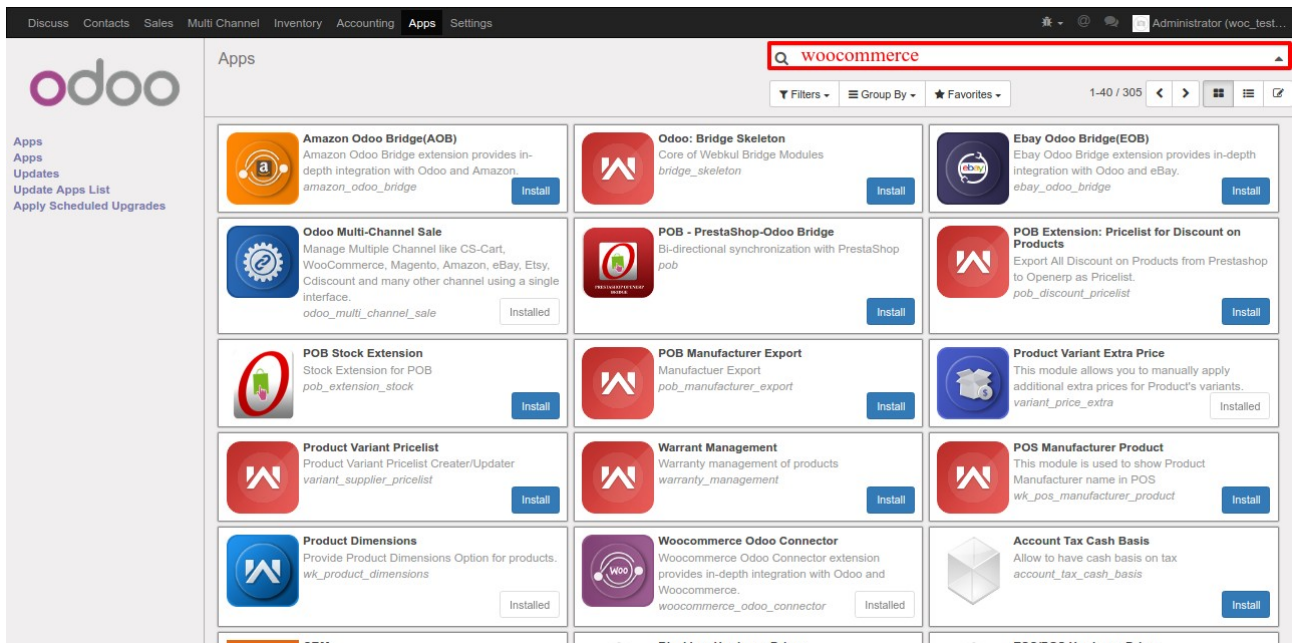 Discuss Contacts Sales Multi Channel Inventory Accounting Apps Settings
@ Administrator (woc_test...
odoo
Apps
woocommerce
Filters Group By Favorites 1-40 / 305
Apps
Apps
Updates
Update Apps List
Apply Scheduled Upgrades
Amazon Odoo Bridge(AOB)
Amazon Odoo Bridge extension provides in-
depth integration with Odoo and Amazon.
amazon_odoo_bridge
Install
Odoo: Bridge Skeleton
Core of Webkul Bridge Modules
bridge_skeleton
Install
ebay
Ebay Odoo Bridge(EOB)
Ebay Odoo Bridge extension provides in-depth
integration with Odoo and eBay.
ebay_odoo_bridge
Install
Odoo Multi-Channel Sale
Manage Multiple Channel like CS-Cart,
WooCommerce, Magento, Amazon, eBay, Etsy,
Cdiscount and many other channel using a single
interface.
odoo_multi_channel_sale
Installed
PRESTASHOP OPENERP
BRIDGE
POB - PrestaShop-Odoo Bridge
Bi-directional synchronization with PrestaShop
pob
Install
POB Extension: Pricelist for Discount on
Products
Export All Discount on Products from Prestashop
to Openerp as Pricelist.
pob_discount_pricelist
Install
POB Stock Extension
Stock Extension for POB
pob_extension_stock
Install
POB Manufacturer Export
Manufactuer Export
pob_manufacturer_export
Install
Product Variant Extra Price
This module allows you to manually apply
additional extra prices for Product's variants.
variant_price_extra
Installed
Product Variant Pricelist
Product Variant Pricelist Creater/Updater
variant_supplier_pricelist
Install
Warrant Management
Warranty management of products
warranty_management
Install
POS Manufacturer Product
This module is used to show Product
Manufacturer name in POS
wk_pos_manufacturer_product
Install
Product Dimensions
Provide Product Dimensions Option for products.
wk_product_dimensions
Installed
Woo
Woocommerce Odoo Connector
Woocommerce Odoo Connector extension
provides in-depth integration with Odoo and
Woocommerce.
woocommerce_odoo_connector
Installed
Account Tax Cash Basis
Allow to have cash basis on tax
account_tax_cash_basis
Install